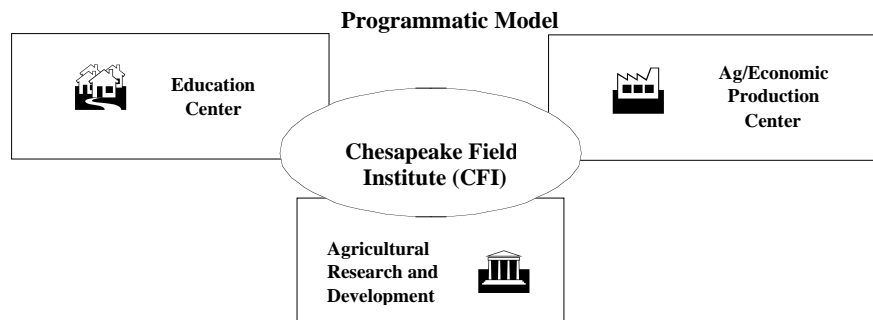 Programmatic Model
Education
Center
Ag/Economic
Production
Center
Chesapeake Field
Institute (CFI)
Agricultural
Research and
Development